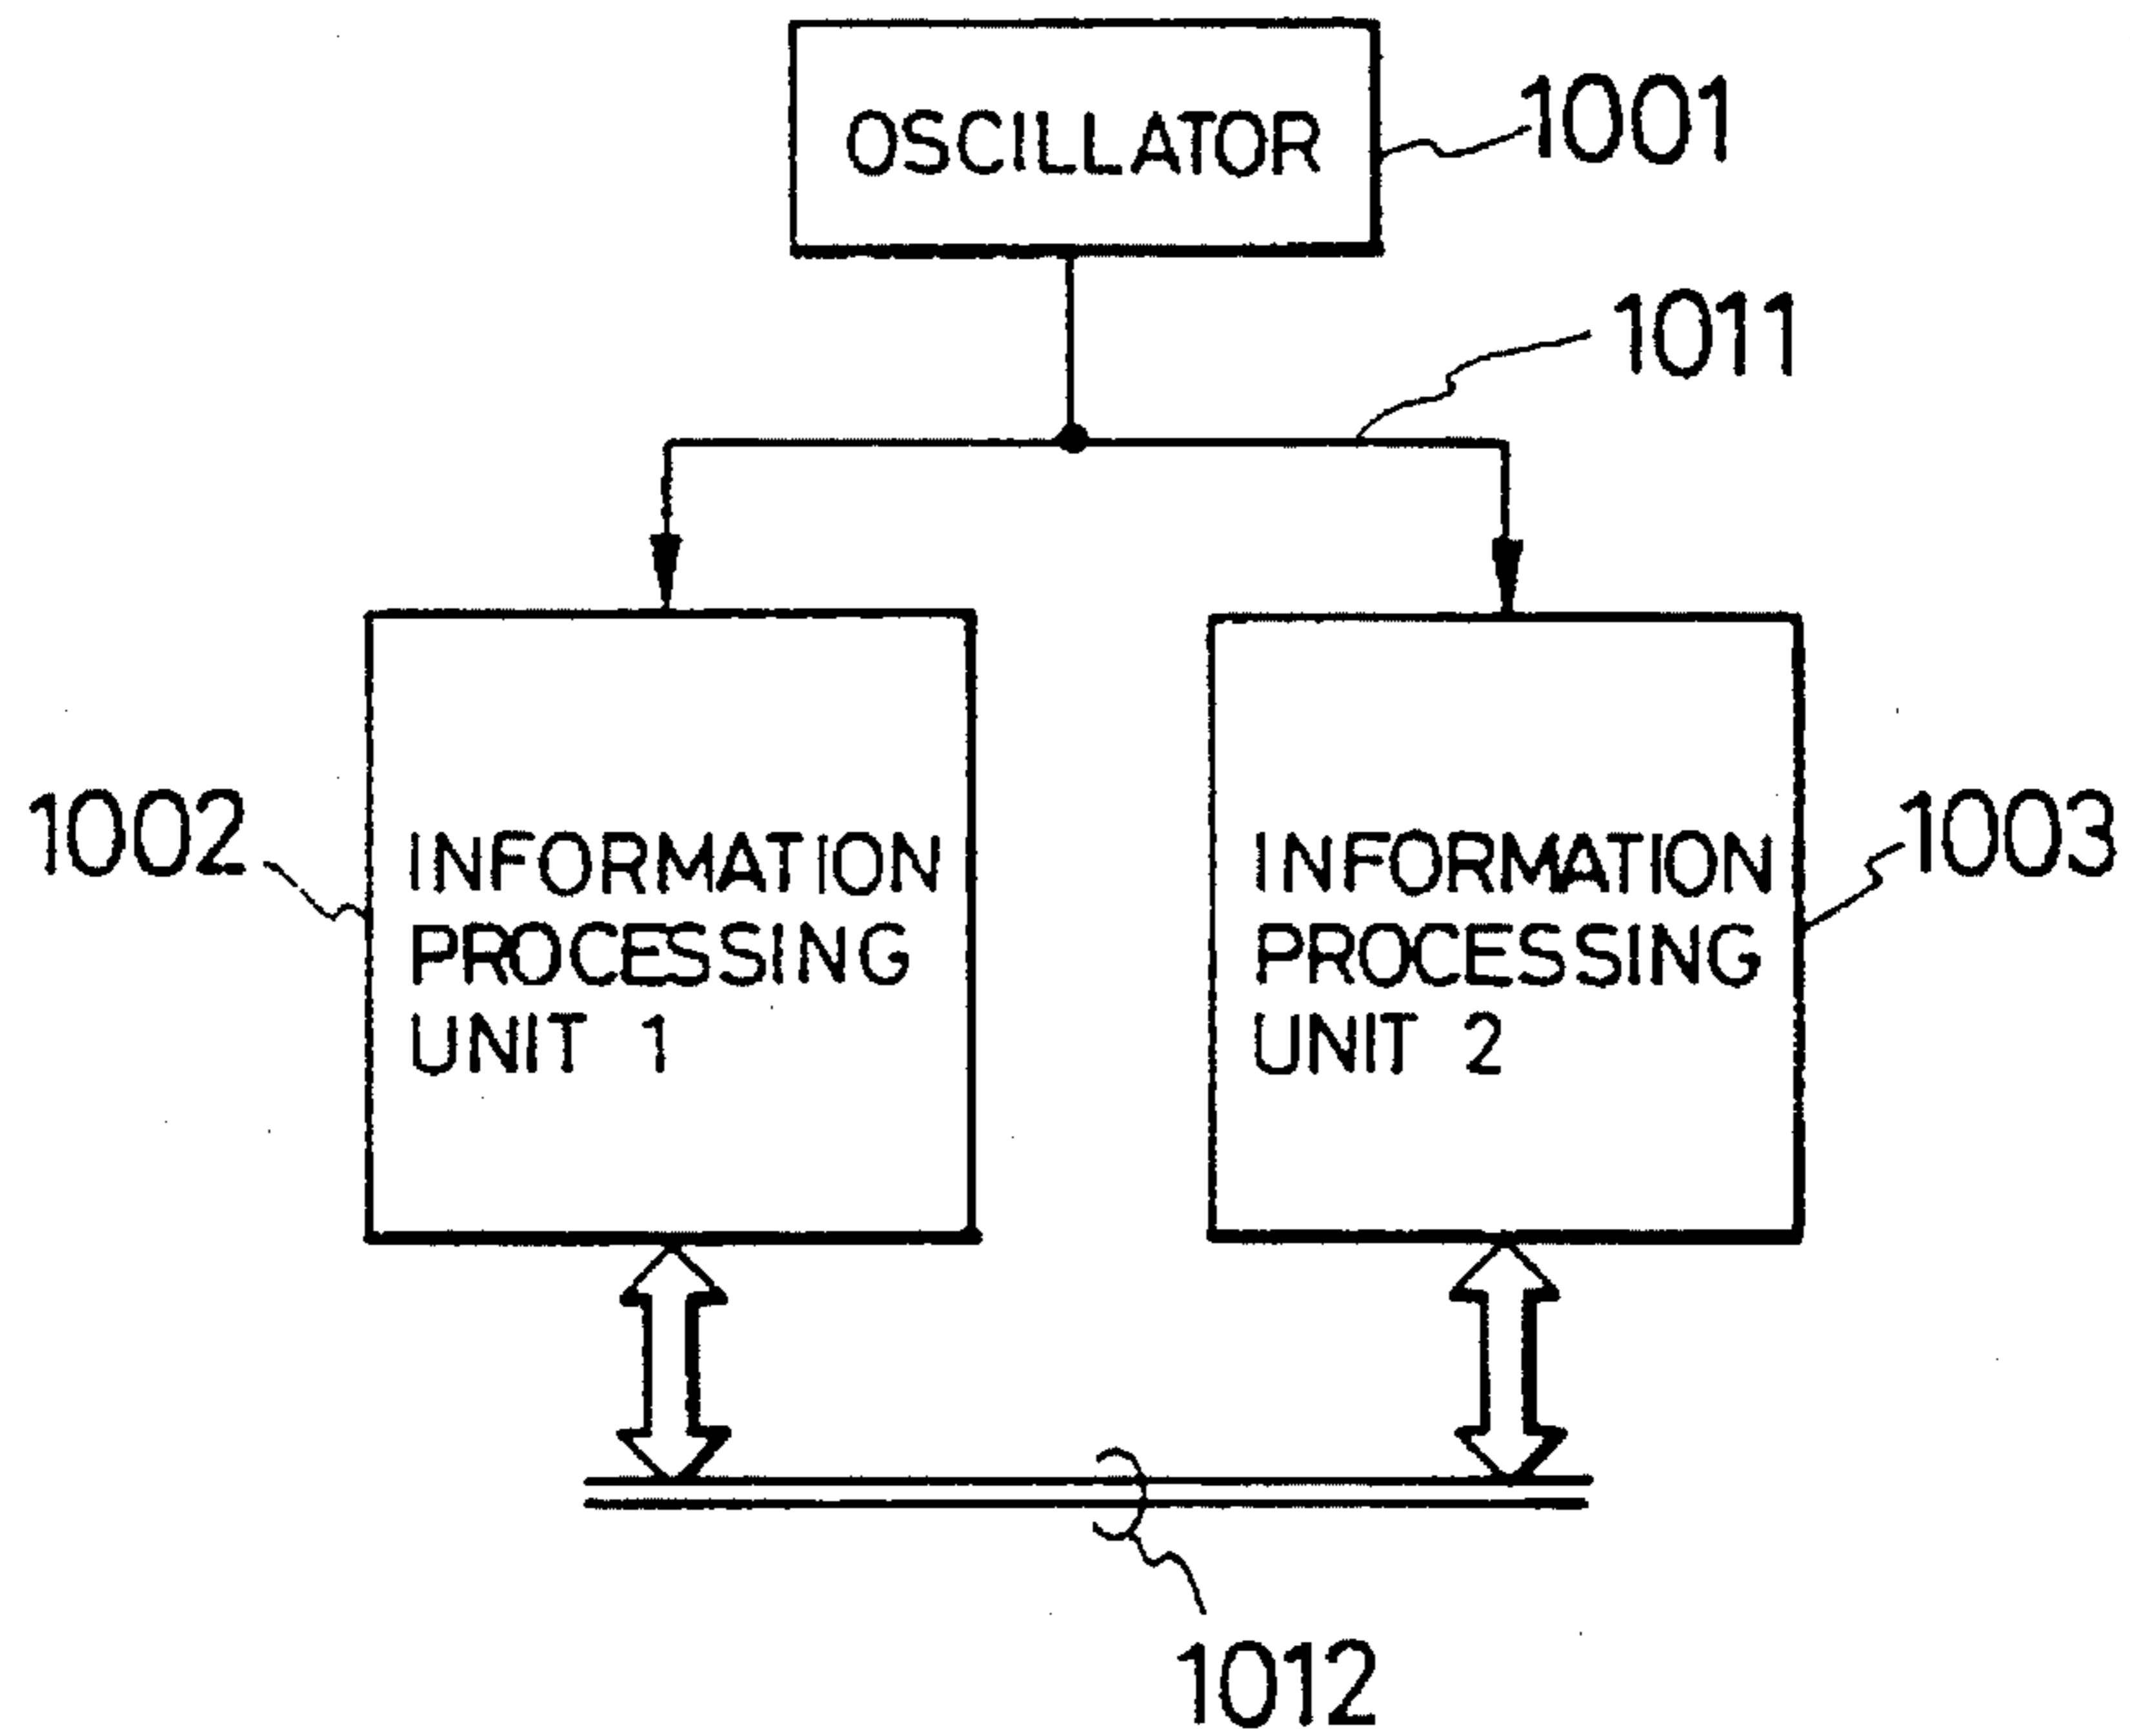 OSCILLATOR
1001
1011
1002
INFORMATION
PROCESSING
UNIT 1
INFORMATION
PROCESSING
UNIT 2
1003
1012